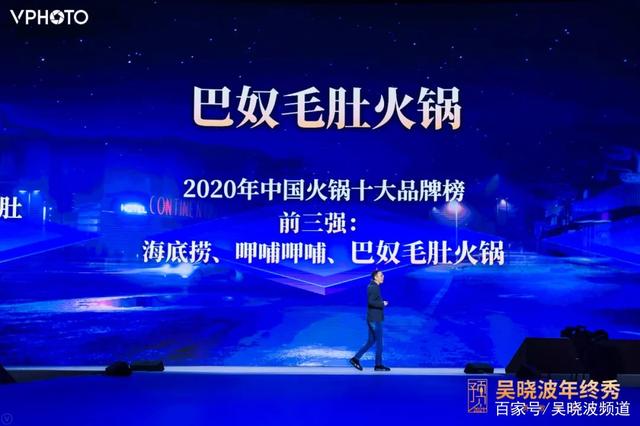 VPHOTO
巴奴毛肚火锅
2020年中国火锅十大品牌榜
前三强：
肚
HOTEL CONTINEN
海底捞、呷哺呷哺、巴奴毛肚火锅
吴晓波年终秀
百家号/吴晓波频道